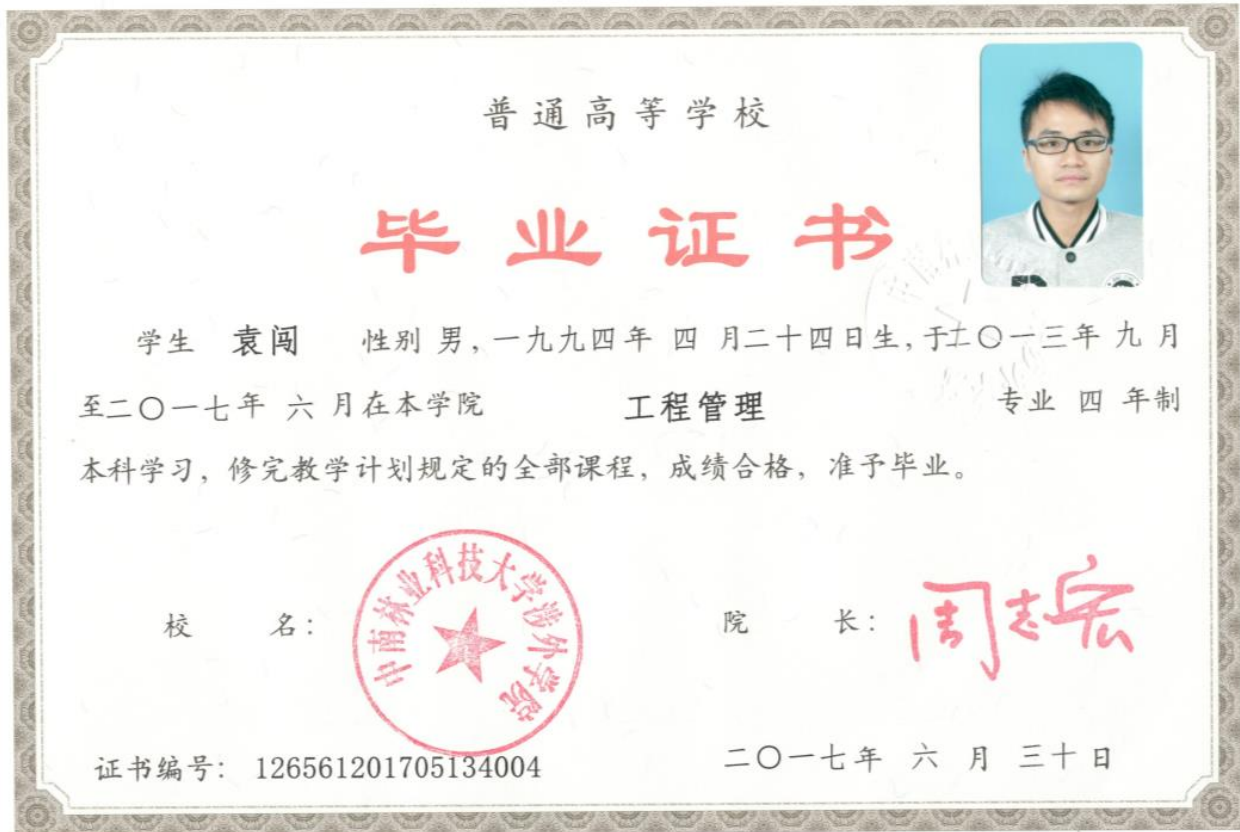 普通高等学校
毕业证书
学生 袁闯 性别 男，一九九四年 四 月二十四日生，于二〇一三年 九 月
至二〇一七年 六 月在本学院 工程管理 专业 四 年制
本科学习，修完教学计划规定的全部课程，成绩合格，准予毕业。
校 名：
中南林业科技大学涉外学院
院 长：
周志宏
证书编号： 126561201705134004
二〇一七年 六 月 三十日